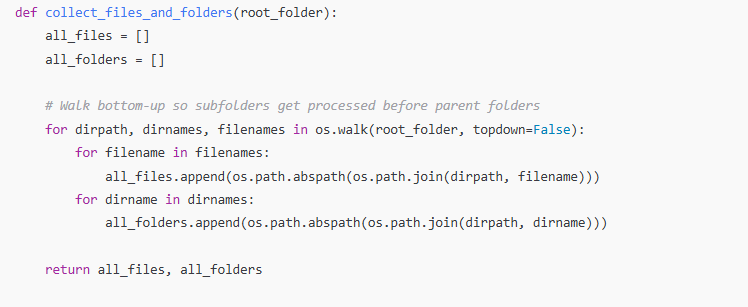 def collect_files_and_folders(root_folder):
    all_files = []
    all_folders = []

    # Walk bottom-up so subfolders get processed before parent folders
    for dirpath, dirnames, filenames in os.walk(root_folder, topdown=False):
        for filename in filenames:
            all_files.append(os.path.abspath(os.path.join(dirpath, filename)))
        for dirname in dirnames:
            all_folders.append(os.path.abspath(os.path.join(dirpath, dirname)))

    return all_files, all_folders